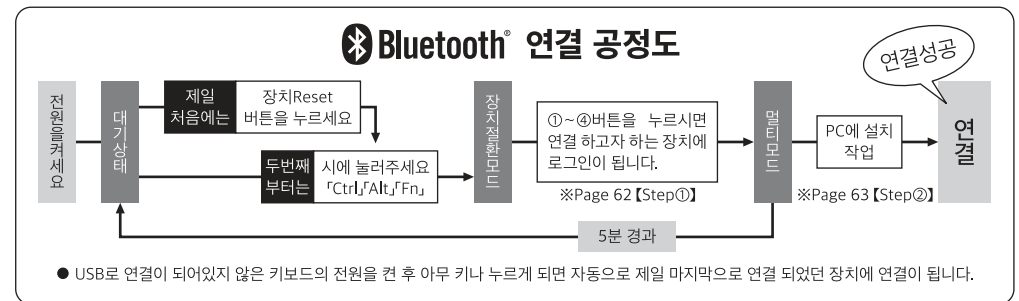 Bluetooth® 연결 공정도
연결성공
전원을켜세요
대기상태
제일
처음에는
장치Reset
버튼을 누르세요
두번째
부터는
시에 눌러주세요
「Ctrl」「Alt」「Fn」
장치절환모드
①~④버튼을 누르시면
연결 하고자 하는 장치에
로그인이 됩니다.
※Page 62【Step①】
멀티모드
PC에 설치
작업
※Page 63【Step②】
연결
5분 경과
● USB로 연결이 되어있지 않은 키보드의 전원을 켠 후 아무 키나 누르게 되면 자동으로 제일 마지막으로 연결 되었던 장치에 연결이 됩니다.